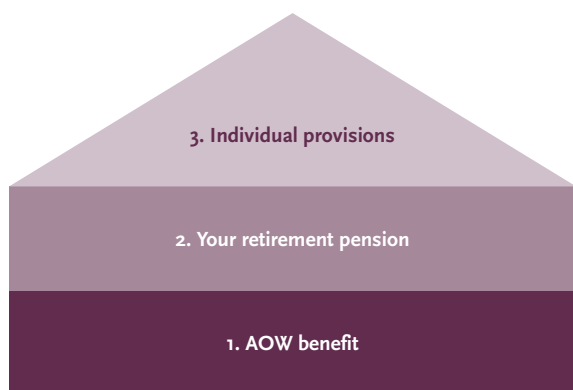 3. Individual provisions
2. Your retirement pension
1. AOW benefit